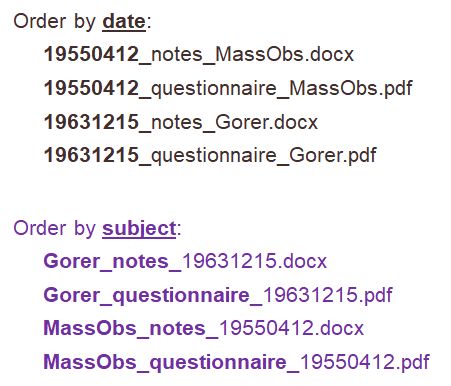 Order by date:
19550412_notes_MassObs.docx
19550412_questionnaire_MassObs.pdf
19631215_notes_Gorer.docx
19631215_questionnaire_Gorer.pdf
Order by subject:
Gorer_notes_19631215.docx
Gorer_questionnaire_19631215.pdf
MassObs_notes_19550412.docx
MassObs_questionnaire_19550412.pdf